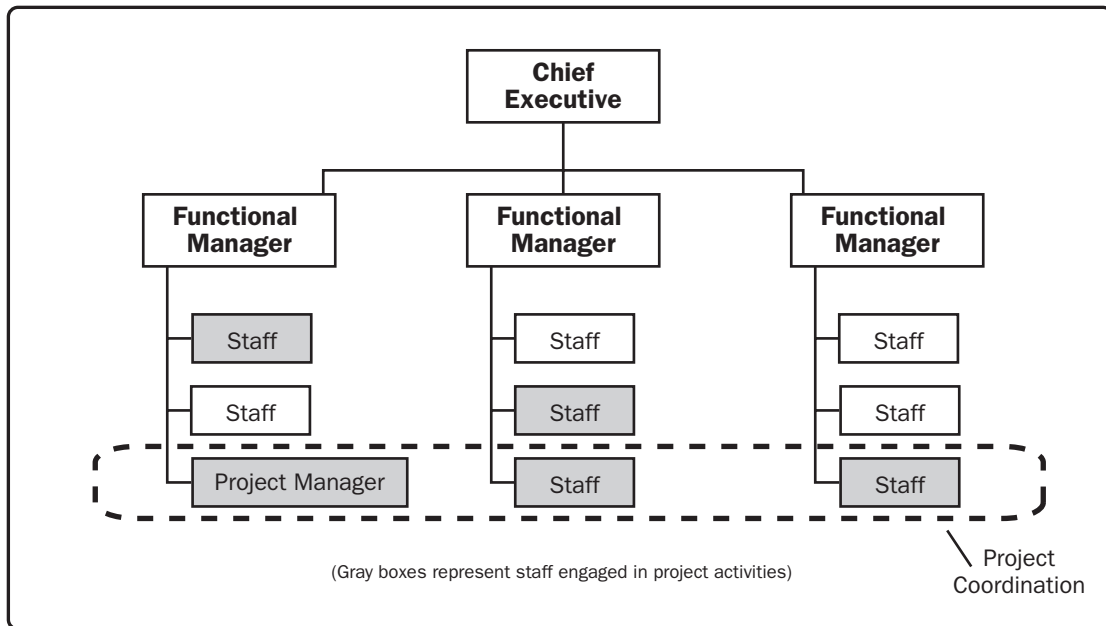 Chief
Executive
Functional
Manager
Functional
Manager
Functional
Manager
Staff
Staff
Staff
Staff
Staff
Staff
Project Manager
Staff
Staff
(Gray boxes represent staff engaged in project activities)
Project
Coordination